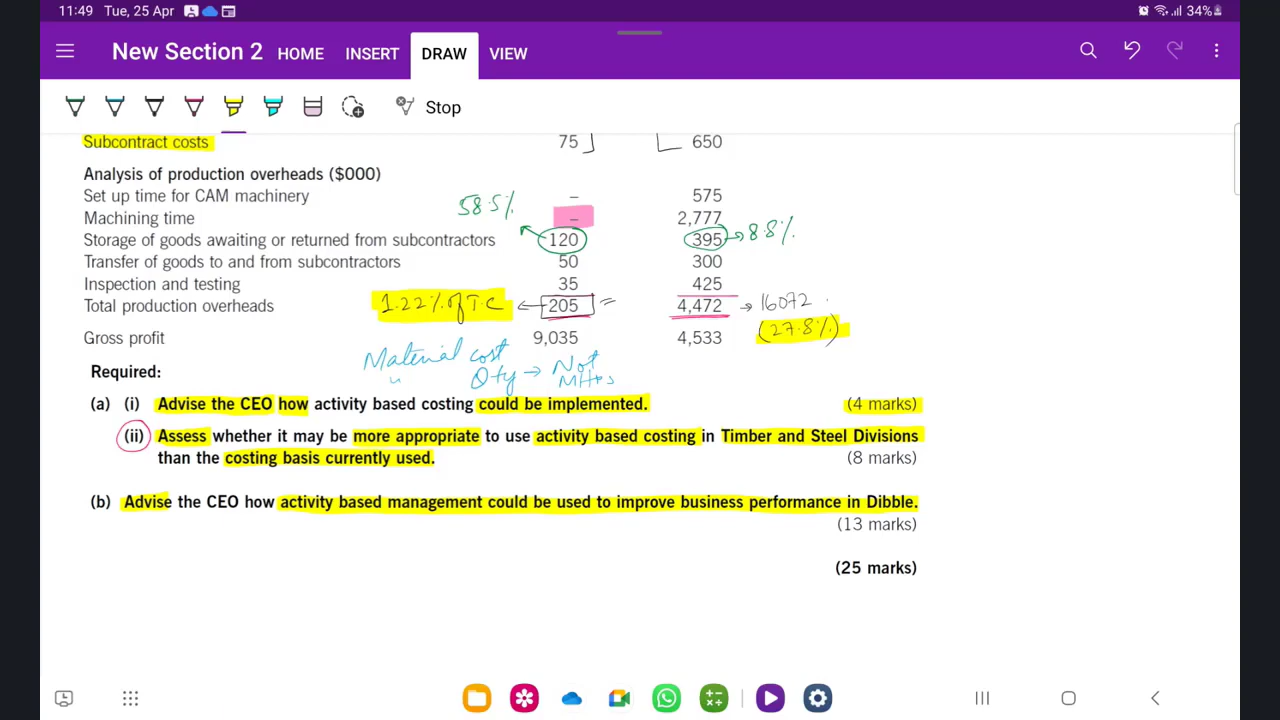 11:49 Tue, 25 Apr 34%
New Section 2 HOME INSERT DRAW VIEW
Stop
Subcontract costs 75 650
Analysis of production overheads ($000)
Set up time for CAM machinery – 575
58.5%
Machining time – 2,777
Storage of goods awaiting or returned from subcontractors 120 395 → 8.8%
Transfer of goods to and from subcontractors 50 300
Inspection and testing 35 425
Total production overheads 1.22% of T.C 205 = 4,472 → 16072
(27.8%)
Gross profit 9,035 4,533
Material cost
" Qty → Not
MHrs
Required:
(a) (i) Advise the CEO how activity based costing could be implemented. (4 marks)
(ii) Assess whether it may be more appropriate to use activity based costing in Timber and Steel Divisions
than the costing basis currently used. (8 marks)
(b) Advise the CEO how activity based management could be used to improve business performance in Dibble.
(13 marks)
(25 marks)